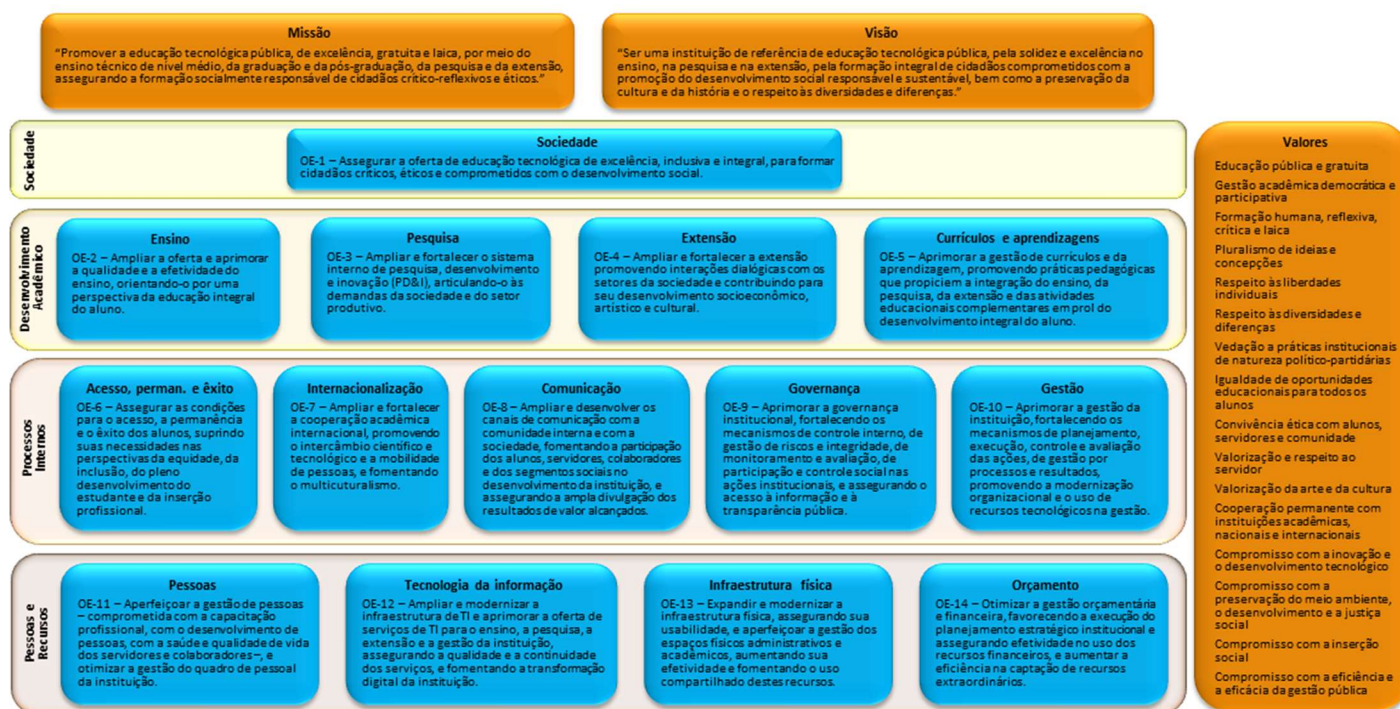 Missão
“Promover a educação tecnológica pública, de excelência, gratuita e laica, por meio do
ensino técnico de nível médio, da graduação e da pós-graduação, da pesquisa e da extensão,
assegurando a formação socialmente responsável de cidadãos crítico-reflexivos e éticos.”
Visão
“Ser uma instituição de referência de educação tecnológica pública, pela solidez e excelência no
ensino, na pesquisa e na extensão, pela formação integral de cidadãos comprometidos com a
promoção do desenvolvimento social responsável e sustentável, bem como a preservação da
cultura e da história e o respeito às diversidades e diferenças.”
Sociedade
Sociedade
OE-1 – Assegurar a oferta de educação tecnológica de excelência, inclusiva e integral, para formar
cidadãos críticos, éticos e comprometidos com o desenvolvimento social.
Desenvolvimento
Acadêmico
Ensino
OE-2 – Ampliar a oferta e aprimorar
a qualidade e a efetividade do
ensino, orientando-o por uma
perspectiva da educação integral
do aluno.
Pesquisa
OE-3 – Ampliar e fortalecer o sistema
interno de pesquisa, desenvolvimento
e inovação (PD&I), articulando-o às
demandas da sociedade e do setor
produtivo.
Extensão
OE-4 – Ampliar e fortalecer a extensão
promovendo interações dialógicas com os
setores da sociedade e contribuindo para
seu desenvolvimento socioeconômico,
artístico e cultural.
Currículos e aprendizagens
OE-5 – Aprimorar a gestão de currículos e da
aprendizagem, promovendo práticas pedagógicas
que propiciem a integração do ensino, da
pesquisa, da extensão e das atividades
educacionais complementares em prol do
desenvolvimento integral do aluno.
Processos
Internos
Acesso, perman. e êxito
OE-6 – Assegurar as condições
para o acesso, a permanência
e o êxito dos alunos, suprindo
suas necessidades nas
perspectivas da equidade, da
inclusão, do pleno
desenvolvimento do
estudante e da inserção
profissional.
Internacionalização
OE-7 – Ampliar e fortalecer
a cooperação acadêmica
internacional, promovendo
o intercâmbio científico e
tecnológico e a mobilidade
de pessoas, e fomentando
o multicuturalismo.
Comunicação
OE-8 – Ampliar e desenvolver os
canais de comunicação com a
comunidade interna e com a
sociedade, fomentando a participação
dos alunos, servidores, colaboradores
e dos segmentos sociais no
desenvolvimento da instituição, e
assegurando a ampla divulgação dos
resultados de valor alcançados.
Governança
OE-9 – Aprimorar a governança
institucional, fortalecendo os
mecanismos de controle interno, de
gestão de riscos e integridade, de
monitoramento e avaliação, de
participação e controle social nas
ações institucionais, e assegurando o
acesso à informação e à
transparência pública.
Gestão
OE-10 – Aprimorar a gestão da
instituição, fortalecendo os
mecanismos de planejamento,
execução, controle e avaliação
das ações, de gestão por
processos e resultados,
promovendo a modernização
organizacional e o uso de
recursos tecnológicos na gestão.
Pessoas e
Recursos
Pessoas
OE-11 – Aperfeiçoar a gestão de pessoas
– comprometida com a capacitação
profissional, com o desenvolvimento de
pessoas, com a saúde e qualidade de vida
dos servidores e colaboradores –, e
otimizar a gestão do quadro de pessoal
da instituição.
Tecnologia da informação
OE-12 – Ampliar e modernizar a
infraestrutura de TI e aprimorar a oferta de
serviços de TI para o ensino, a pesquisa, a
extensão e a gestão da instituição,
assegurando a qualidade e a continuidade
dos serviços, e fomentando a transformação
digital da instituição.
Infraestrutura física
OE-13 – Expandir e modernizar a
infraestrutura física, assegurando sua
usabilidade, e aperfeiçoar a gestão dos
espaços físicos administrativos e
acadêmicos, aumentando sua
efetividade e fomentando o uso
compartilhado destes recursos.
Orçamento
OE-14 – Otimizar a gestão orçamentária
e financeira, favorecendo a execução do
planejamento estratégico institucional e
assegurando efetividade no uso dos
recursos financeiros, e aumentar a
eficiência na captação de recursos
extraordinários.
Valores
Educação pública e gratuita
Gestão acadêmica democrática e
participativa
Formação humana, reflexiva,
crítica e laica
Pluralismo de ideias e
concepções
Respeito às liberdades
individuais
Respeito às diversidades e
diferenças
Vedação a práticas institucionais
de natureza político-partidárias
Igualdade de oportunidades
educacionais para todos os
alunos
Convivência ética com alunos,
servidores e comunidade
Valorização e respeito ao
servidor
Valorização da arte e da cultura
Cooperação permanente com
instituições acadêmicas,
nacionais e internacionais
Compromisso com a inovação e
o desenvolvimento tecnológico
Compromisso com a
preservação do meio ambiente,
o desenvolvimento e a justiça
social
Compromisso com a inserção
social
Compromisso com a eficiência e
a eficácia da gestão pública